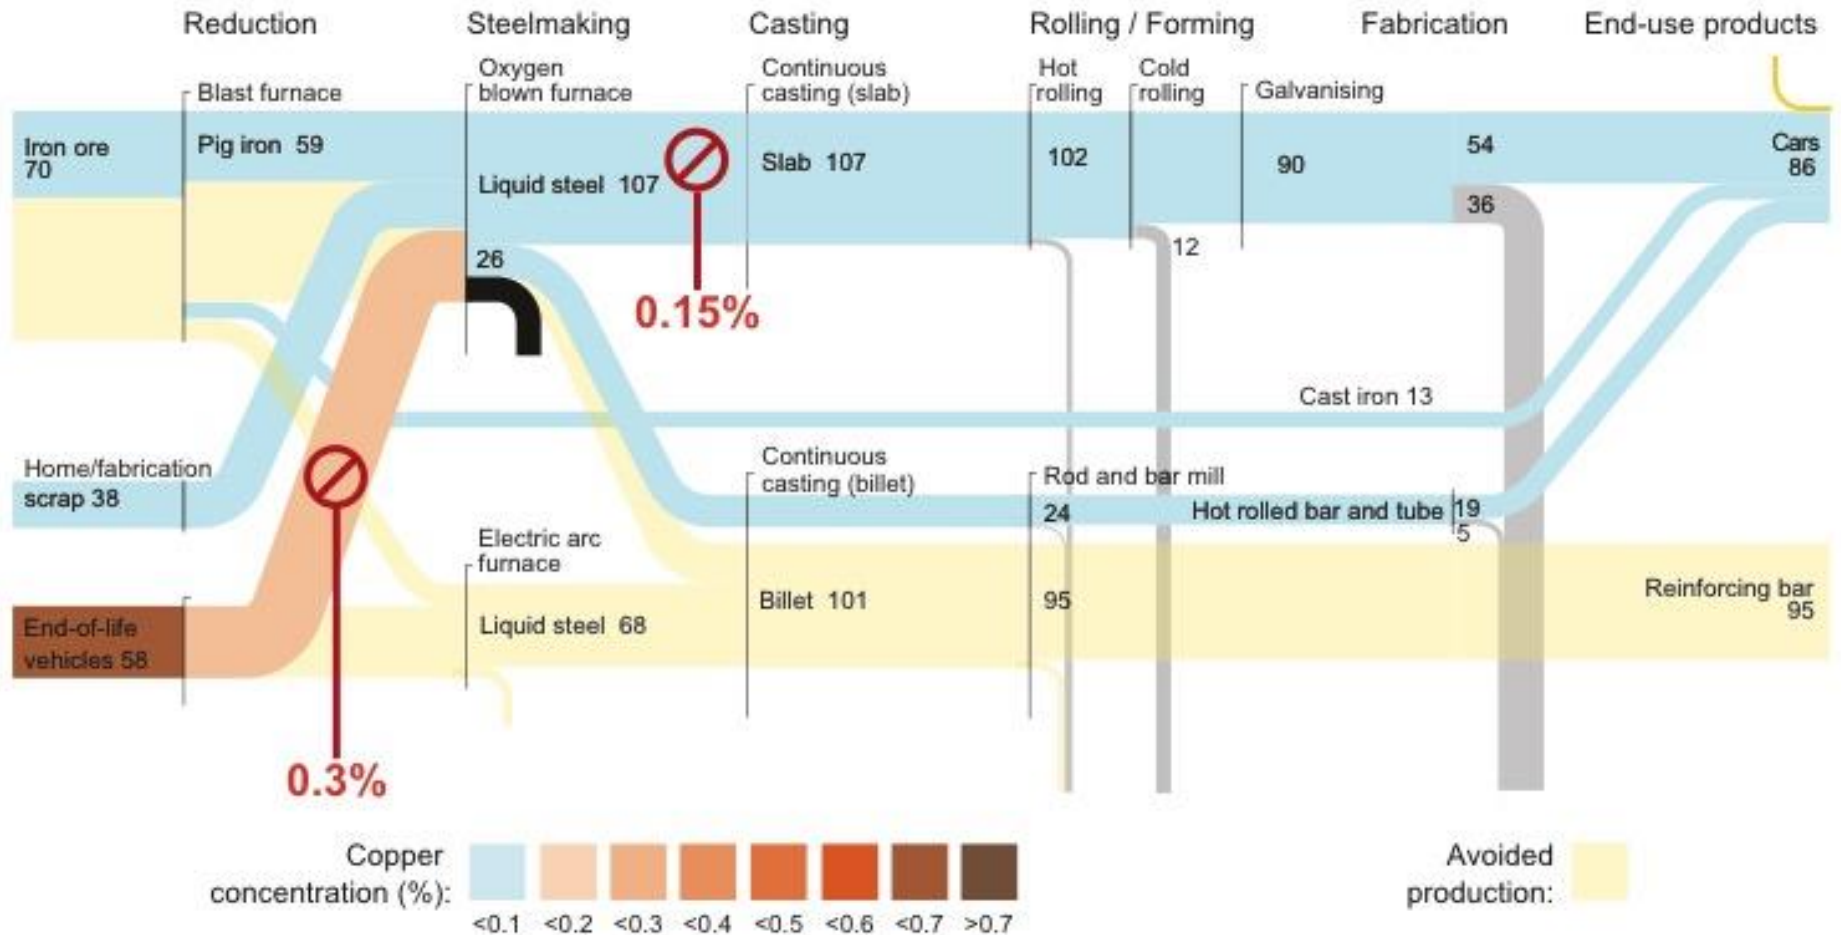 Reduction
Steelmaking
Casting
Rolling / Forming
Fabrication
End-use products
Blast furnace
Oxygen
blown furnace
Continuous
casting (slab)
Hot
rolling
Cold
rolling
Galvanising
Iron ore
70
Pig iron 59
Liquid steel 107
Slab 107
102
90
54
Cars
86
36
26
12
0.15%
Cast iron 13
Home/fabrication
scrap 38
Continuous
casting (billet)
Rod and bar mill
24
Hot rolled bar and tube
19
5
Electric arc
furnace
End-of-life
vehicles 58
Liquid steel 68
Billet 101
95
Reinforcing bar
95
0.3%
Copper
concentration (%):
<0.1
<0.2
<0.3
<0.4
<0.5
<0.6
<0.7
>0.7
Avoided
production: